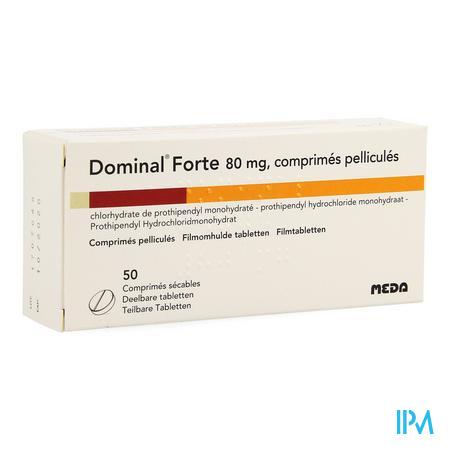 Dominal® Forte 80 mg, comprimés pelliculés
chlorhydrate de prothipendyl monohydraté - prothipendyl hydrochloride monohydraat -
Prothipendyl Hydrochloridmonohydrat
Comprimés pelliculés Filmomhulde tabletten Filmtabletten
50
Comprimés sécables
Deelbare tabletten
Teilbare Tabletten
MEDA
IPM